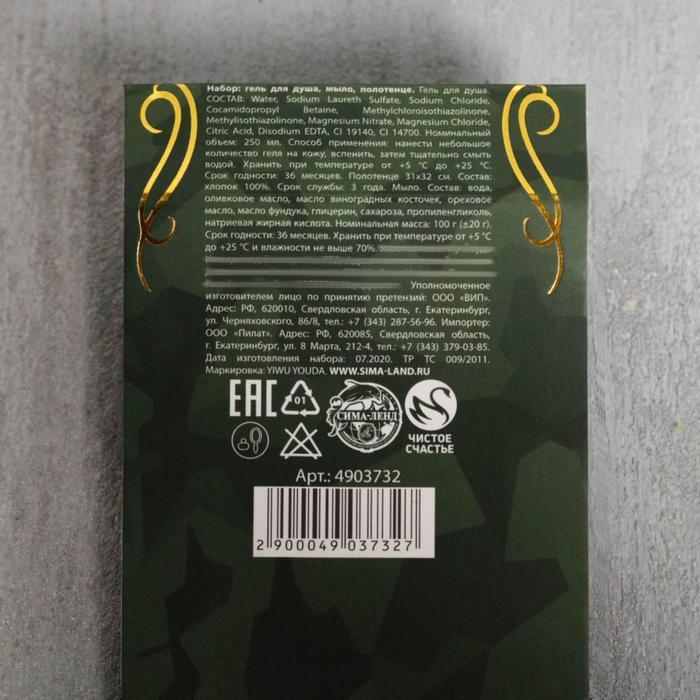 Набор: гель для душа, мыло, полотенце. Гель для душа.
СОСТАВ: Water, Sodium Laureth Sulfate, Sodium Chloride,
Cocamidopropyl Betaine, Methylchloroisothiazolinone,
Methylisothiazolinone, Magnesium Nitrate, Magnesium Chloride,
Citric Acid, Disodium EDTA, CI 19140, CI 14700. Номинальный
объем: 250 мл. Способ применения: нанести небольшое
количество геля на кожу, вспенить, затем тщательно смыть
водой. Хранить при температуре от +5 °C до +25 °C.
Срок годности: 36 месяцев. Полотенце 31х32 см. Состав:
хлопок 100%. Срок службы: 3 года. Мыло. Состав: вода,
оливковое масло, масло виноградных косточек, ореховое
масло, масло фундука, глицерин, сахароза, пропиленгликоль,
натриевая жирная кислота. Номинальная масса: 100 г (±20 г).
Срок годности: 36 месяцев. Хранить при температуре от +5 °C
до +25 °C и влажности не выше 70%.
Уполномоченное
изготовителем лицо по принятию претензий: ООО «ВИП».
Адрес: РФ, 620010, Свердловская область, г. Екатеринбург,
ул. Черняховского, 86/8, тел.: +7 (343) 287-56-96. Импортер:
ООО «Пилат». Адрес: РФ, 620085, Свердловская область,
г. Екатеринбург, ул. 8 Марта, 212-4, тел.: +7 (343) 379-03-85.
Дата изготовления набора: 07.2020. ТР ТС 009/2011.
Маркировка: YIWU YOUDA. WWW.SIMA-LAND.RU
EAC 01 СИМА-ЛЕНД
ЧИСТОЕ
СЧАСТЬЕ
Арт.: 4903732
2 900049 037327